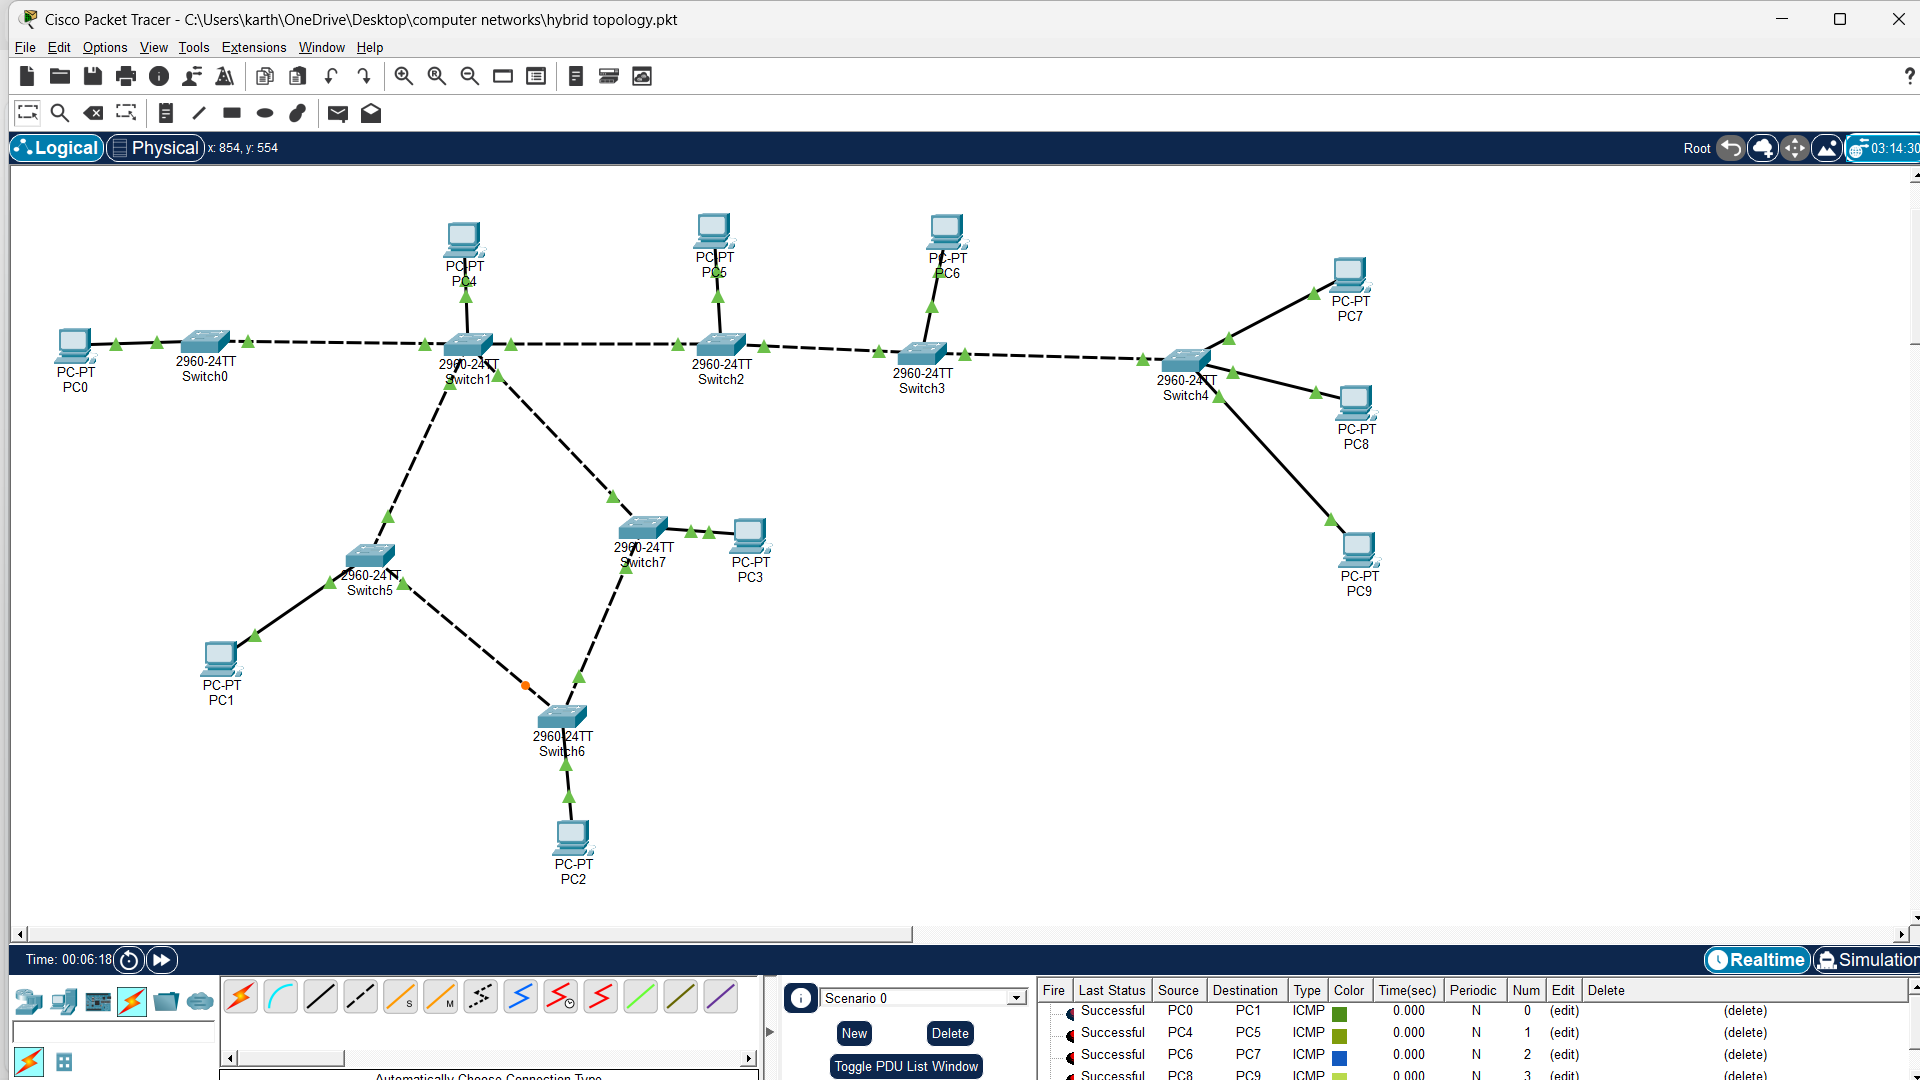 Cisco Packet Tracer - C:\Users\karth\OneDrive\Desktop\computer networks\hybrid topology.pkt
File Edit Options View Tools Extensions Window Help
?
Logical Physical x: 854, y: 554 Root 03:14:30
PC-PT
PC4
PC-PT
PC5
PC-PT
PC6
PC-PT
PC7
PC-PT
PC0
2960-24TT
Switch0
2960-24TT
Switch1
2960-24TT
Switch2
2960-24TT
Switch3
2960-24TT
Switch4
PC-PT
PC8
2960-24TT
Switch5
2960-24TT
Switch7
PC-PT
PC3
PC-PT
PC9
PC-PT
PC1
2960-24TT
Switch6
PC-PT
PC2
Time: 00:06:18 Realtime Simulation
S M
Automatically Choose Connection Type
Scenario 0
New Delete
Toggle PDU List Window
Fire Last Status Source Destination Type Color Time(sec) Periodic Num Edit Delete
Successful PC0 PC1 ICMP 0.000 N 0 (edit) (delete)
Successful PC4 PC5 ICMP 0.000 N 1 (edit) (delete)
Successful PC6 PC7 ICMP 0.000 N 2 (edit) (delete)
Successful PC8 PC9 ICMP 0.000 N 3 (edit) (delete)